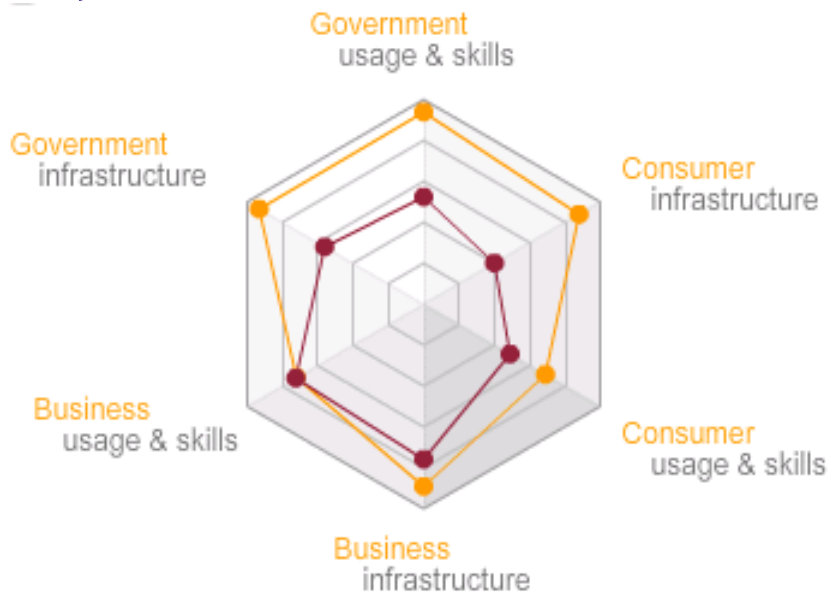 Government
usage & skills
Government
infrastructure
Consumer
infrastructure
Business
usage & skills
Consumer
usage & skills
Business
infrastructure